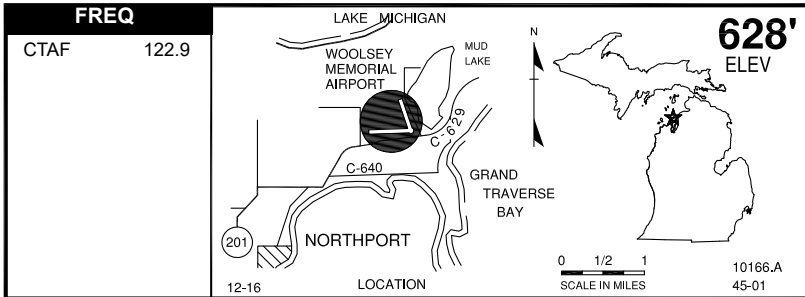 FREQ
CTAF 122.9
LAKE MICHIGAN
WOOLSEY
MEMORIAL
AIRPORT
MUD
LAKE
N
C-629
C-640
GRAND
TRAVERSE
BAY
201
NORTHPORT
12-16
LOCATION
628'
ELEV
0 1/2 1
SCALE IN MILES
10166.A
45-01